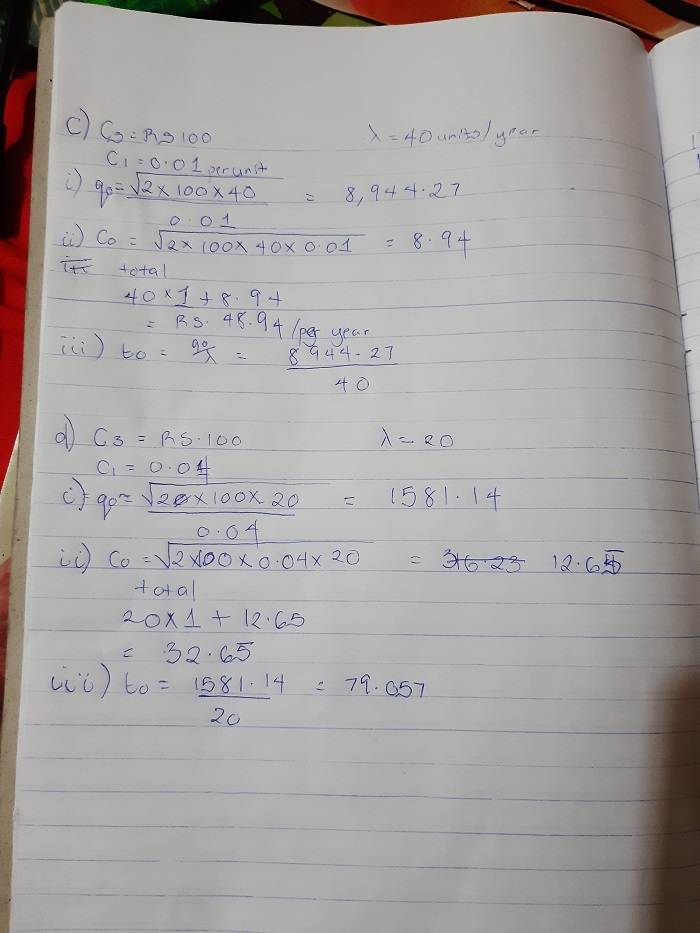 c) C3 = RS 100 λ = 40 units/year
C1 = 0.01 per unit
i) q0 = √2 × 100 × 40 = 8,944.27
0.01
ii) C0 = √2 × 100 × 40 × 0.01 = 8.94
total
40 × 1 + 8.94
= RS. 48.94 /per year
iii) t0 = q0/λ = 8944.27
40
d) C3 = RS.100 λ = 20
C1 = 0.04
i) q0 = √2 × 100 × 20 = 1581.14
0.04
ii) C0 = √2 × 100 × 0.04 × 20 = 316.23 12.65
total
20 × 1 + 12.65
= 32.65
iii) t0 = 1581.14 = 79.057
20